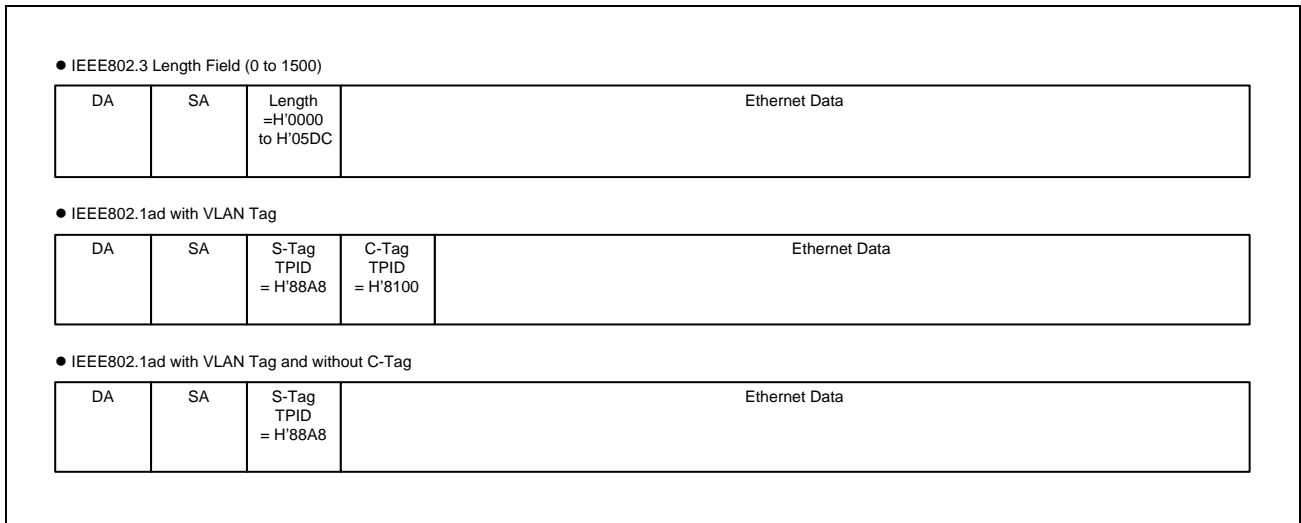 ● IEEE802.3 Length Field (0 to 1500)
DA SA Length Ethernet Data
=H'0000
to H'05DC
● IEEE802.1ad with VLAN Tag
DA SA S-Tag C-Tag Ethernet Data
TPID TPID
= H'88A8 = H'8100
● IEEE802.1ad with VLAN Tag and without C-Tag
DA SA S-Tag Ethernet Data
TPID
= H'88A8